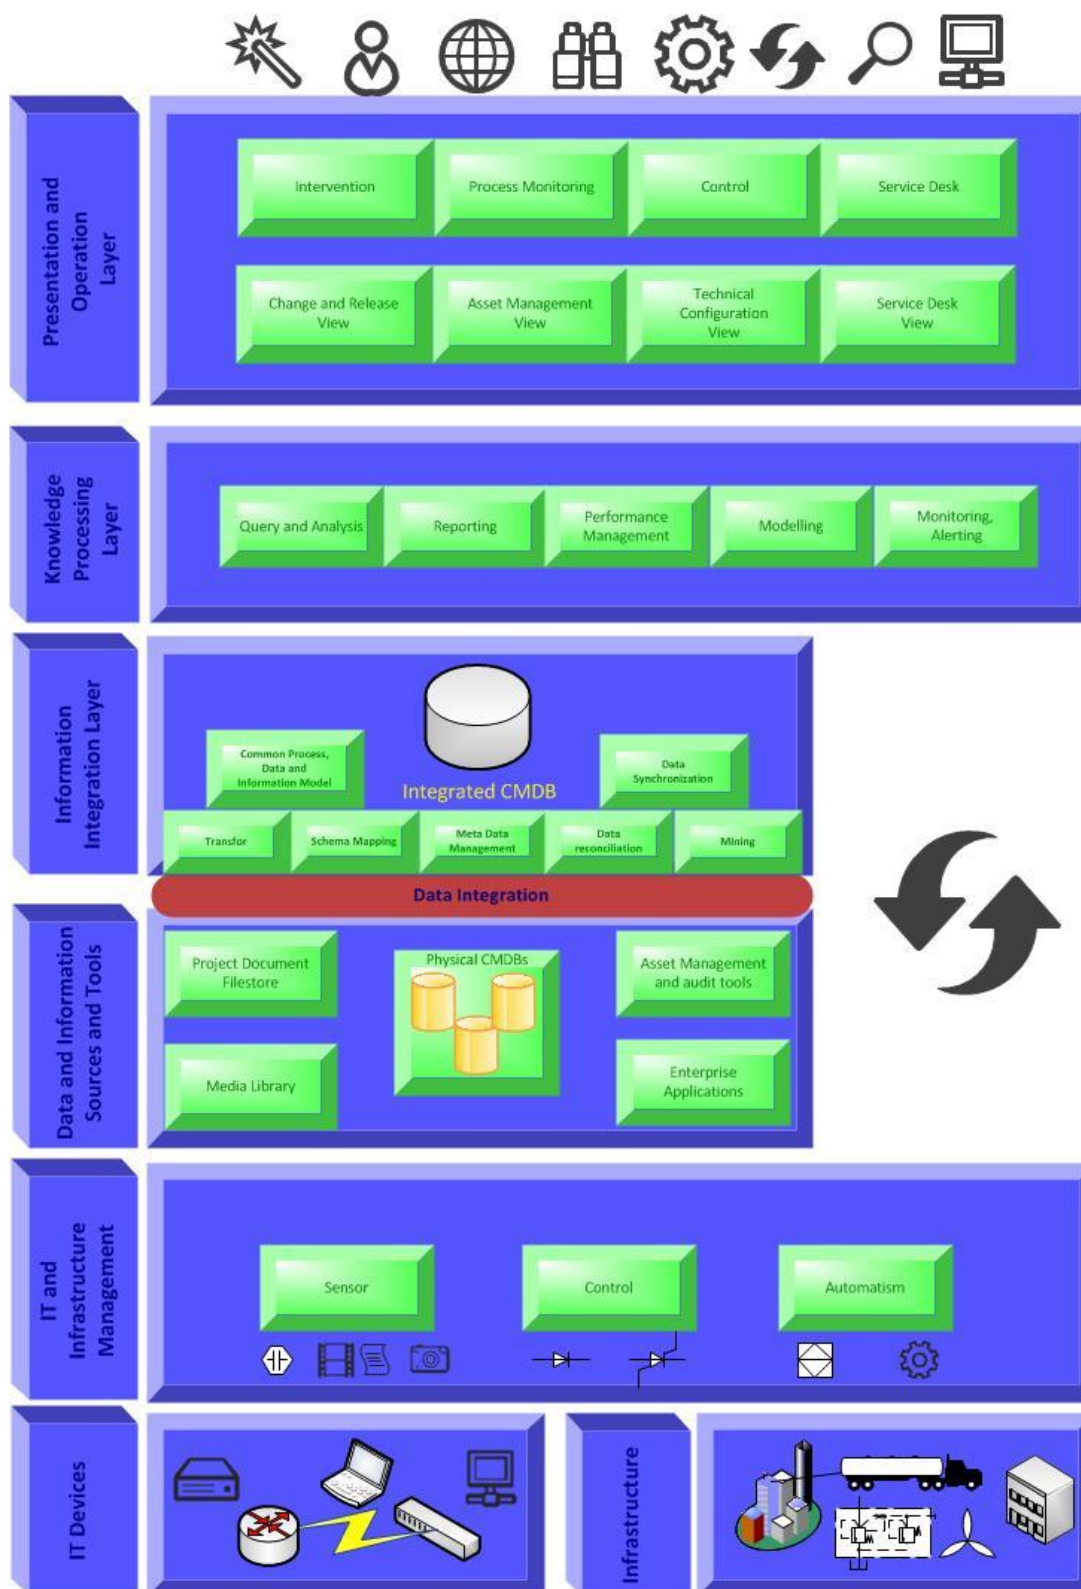 Presentation and
Operation
Layer
Intervention
Process Monitoring
Control
Service Desk
Change and Release
View
Asset Management
View
Technical
Configuration
View
Service Desk
View
Knowledge
Processing
Layer
Query and Analysis
Reporting
Performance
Management
Modelling
Monitoring,
Alerting
Information
Integration Layer
Common Process,
Data and
Information Model
Integrated CMDB
Data
Synchronization
Transfor
Schema Mapping
Meta Data
Management
Data
reconciliation
Mining
Data Integration
Data and Information
Sources and Tools
Project Document
Filestore
Physical CMDBs
Asset Management
and audit tools
Media Library
Enterprise
Applications
IT and
Infrastructure
Management
Sensor
Control
Automatism
IT Devices
Infrastructure